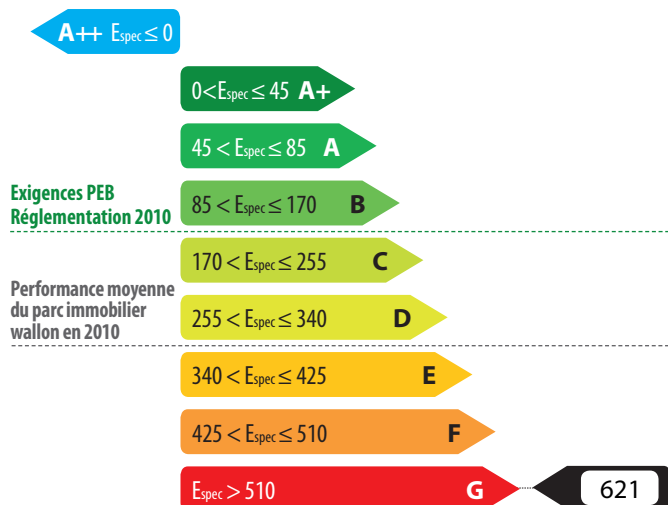 A++ Espec ≤ 0
0<Espec ≤ 45 A+
45 < Espec ≤ 85 A
Exigences PEB
Réglementation 2010
85 < Espec ≤ 170 B
170 < Espec ≤ 255 C
Performance moyenne
du parc immobilier
wallon en 2010
255 < Espec ≤ 340 D
340 < Espec ≤ 425 E
425 < Espec ≤ 510 F
Espec > 510 G 621